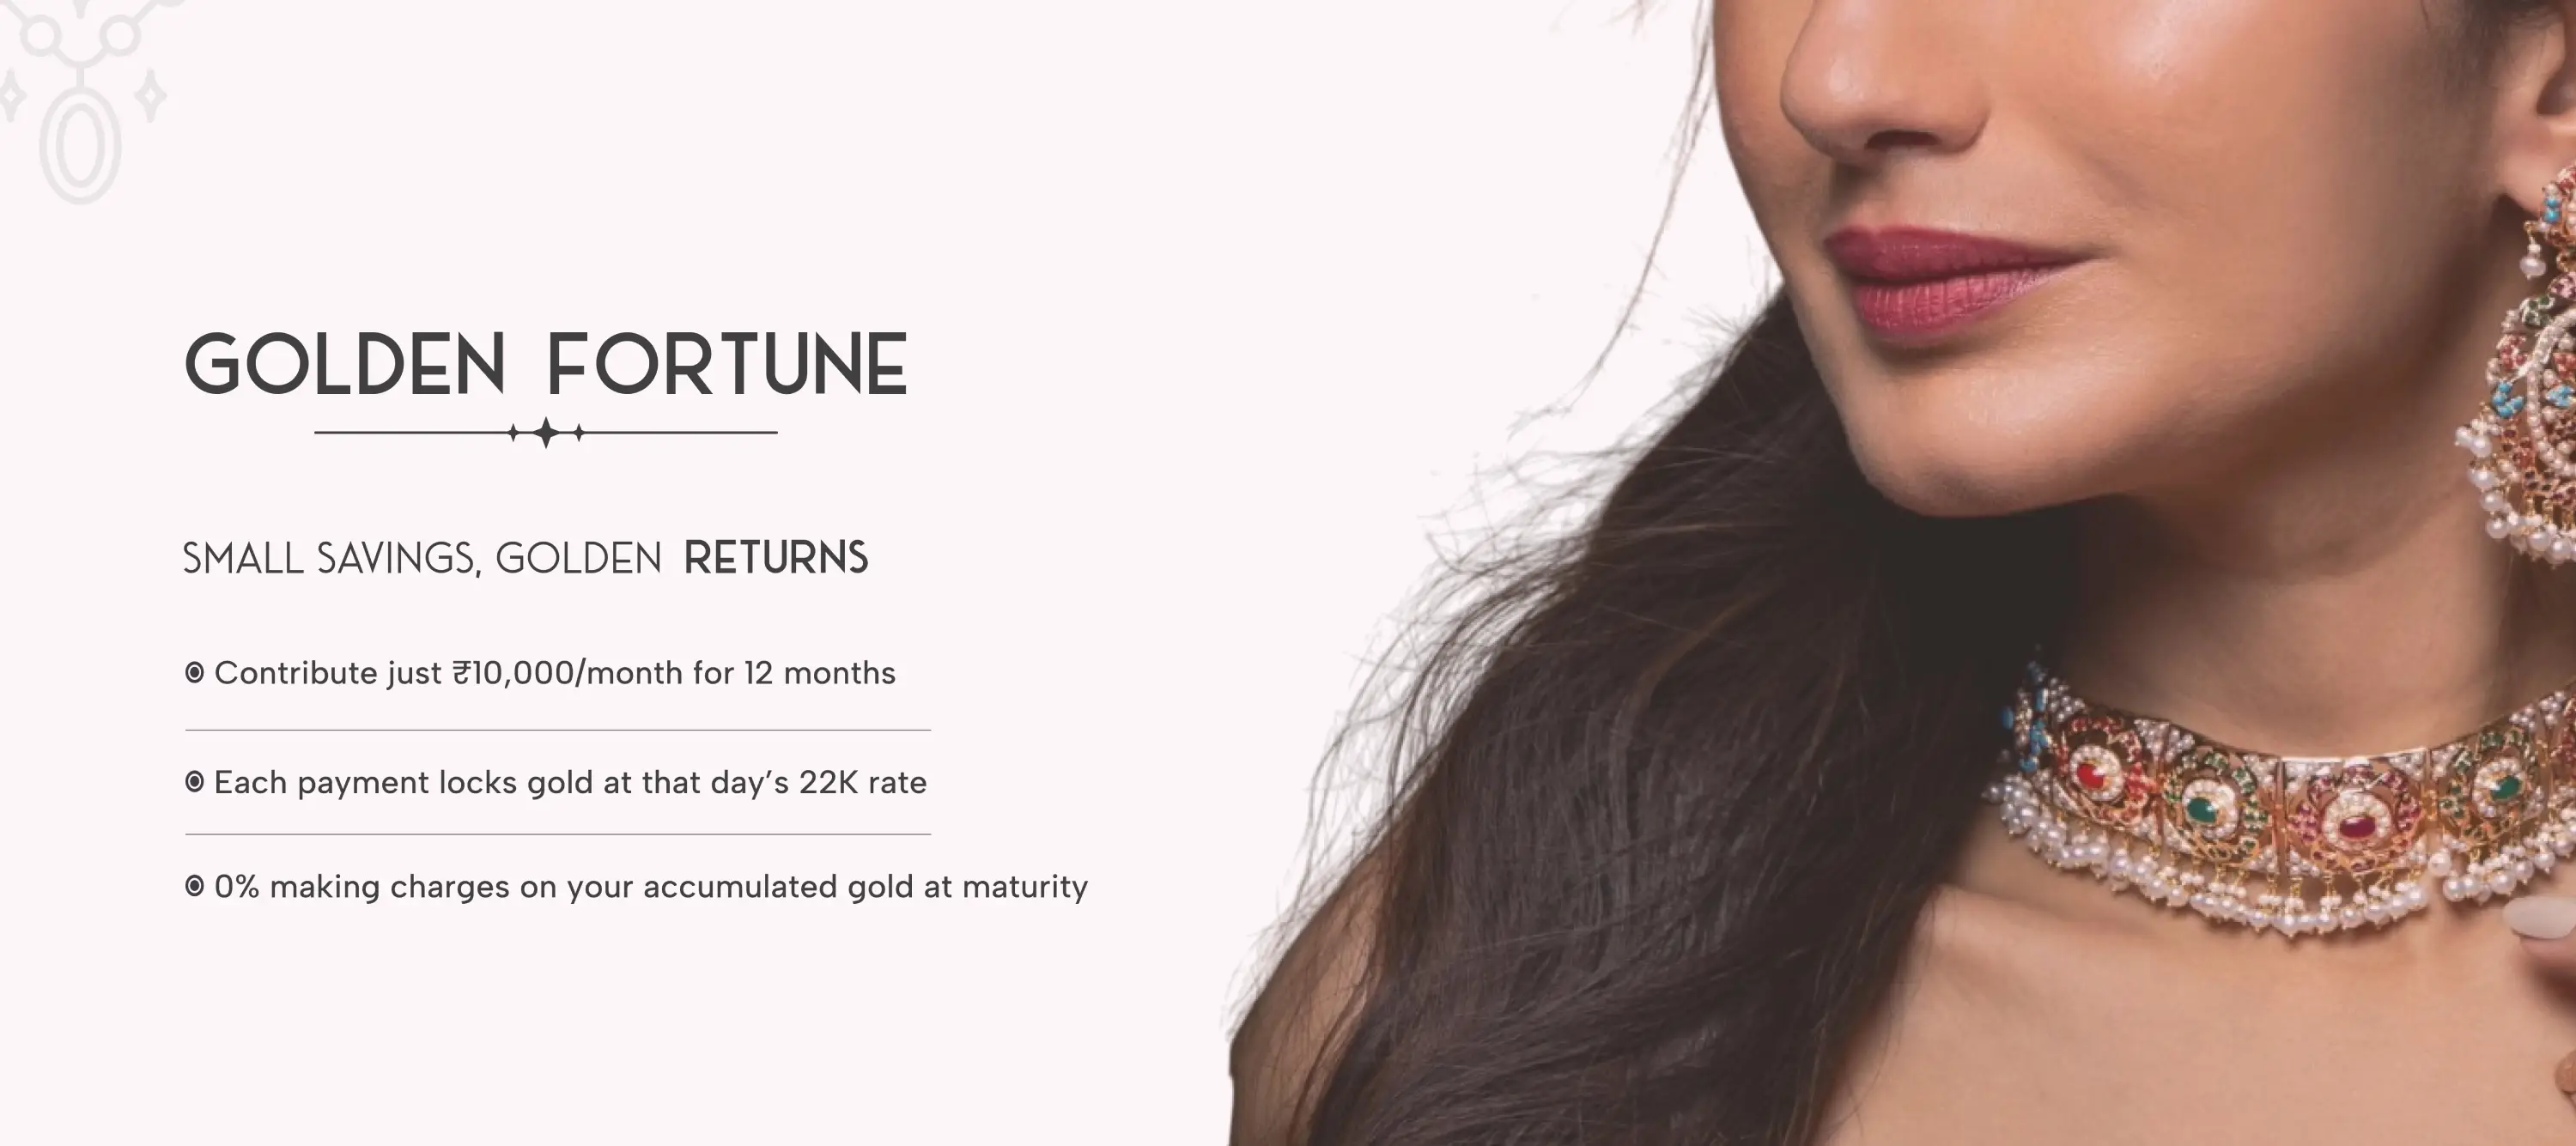 GOLDEN FORTUNE
SMALL SAVINGS, GOLDEN RETURNS
Contribute just ₹10,000/month for 12 months
Each payment locks gold at that day’s 22K rate
0% making charges on your accumulated gold at maturity